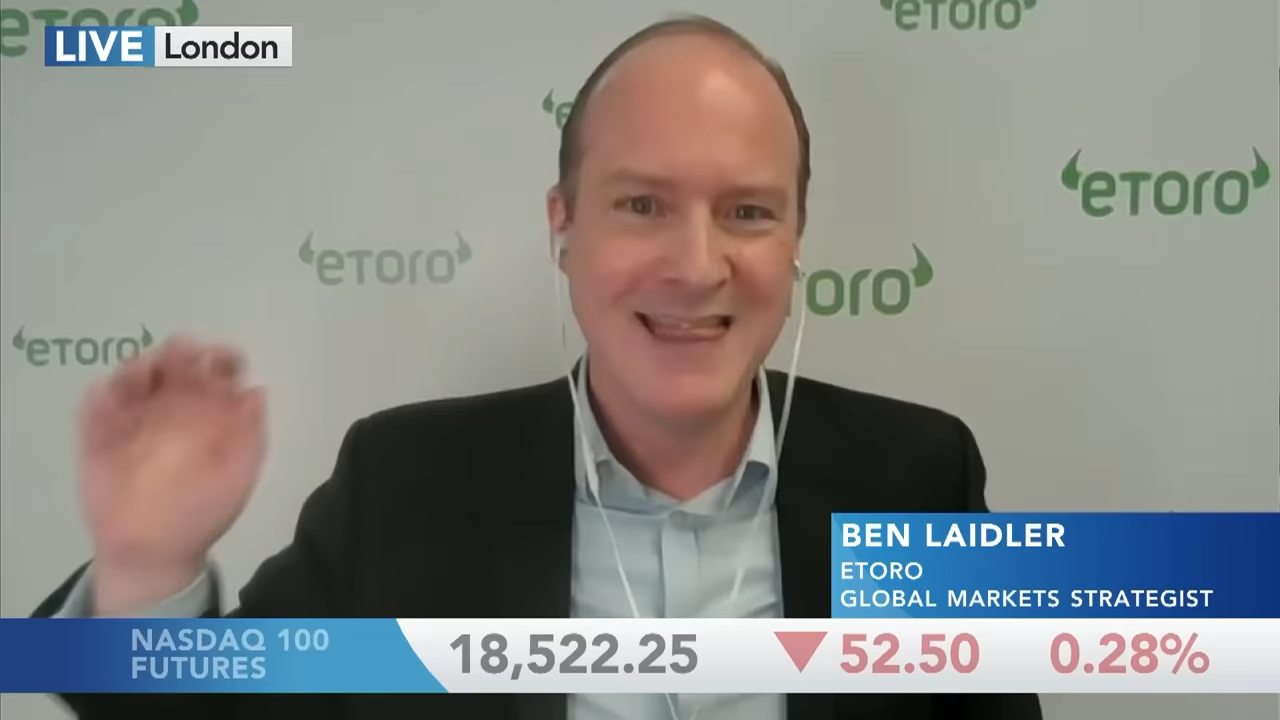 etoro
etoro
LIVE London
etoro
etoro
oro
etoro
BEN LAIDLER
ETORO
GLOBAL MARKETS STRATEGIST
NASDAQ 100
FUTURES
18,522.25 52.50 0.28%